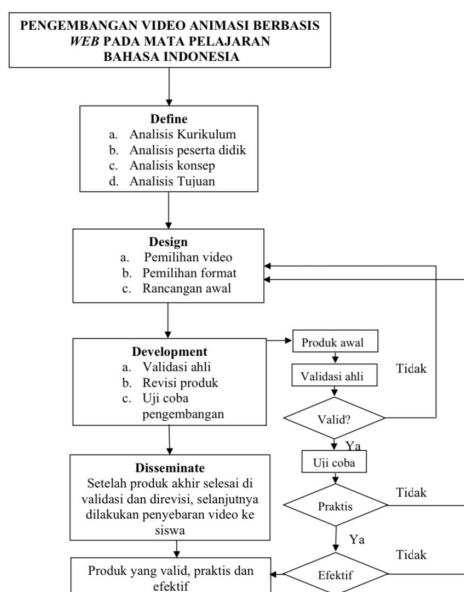 PENGEMBANGAN VIDEO ANIMASI BERBASIS
WEB PADA MATA PELAJARAN
BAHASA INDONESIA
Define
a. Analisis Kurikulum
b. Analisis peserta didik
c. Analisis konsep
d. Analisis Tujuan
Design
a. Pemilihan video
b. Pemilihan format
c. Rancangan awal
Development
a. Validasi ahli
b. Revisi produk
c. Uji coba
pengembangan
Produk awal
Validasi ahli
Tidak
Valid?
Ya
Uji coba
Disseminate
Setelah produk akhir selesai di
validasi dan direvisi, selanjutnya
dilakukan penyebaran video ke
siswa
Tidak
Praktis
Ya
Tidak
Efektif
Produk yang valid, praktis dan
efektif